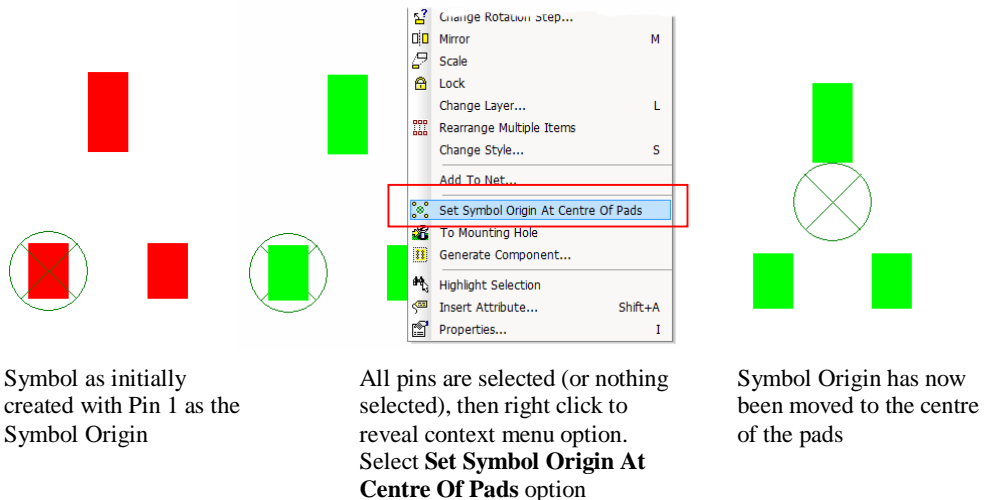 Change Rotation Step...
Mirror M
Scale
Lock
Change Layer... L
Rearrange Multiple Items
Change Style... S
Add To Net...
Set Symbol Origin At Centre Of Pads
To Mounting Hole
Generate Component...
Highlight Selection
Insert Attribute... Shift+A
Properties... I
Symbol as initially
created with Pin 1 as the
Symbol Origin
All pins are selected (or nothing
selected), then right click to
reveal context menu option.
Select Set Symbol Origin At
Centre Of Pads option
Symbol Origin has now
been moved to the centre
of the pads